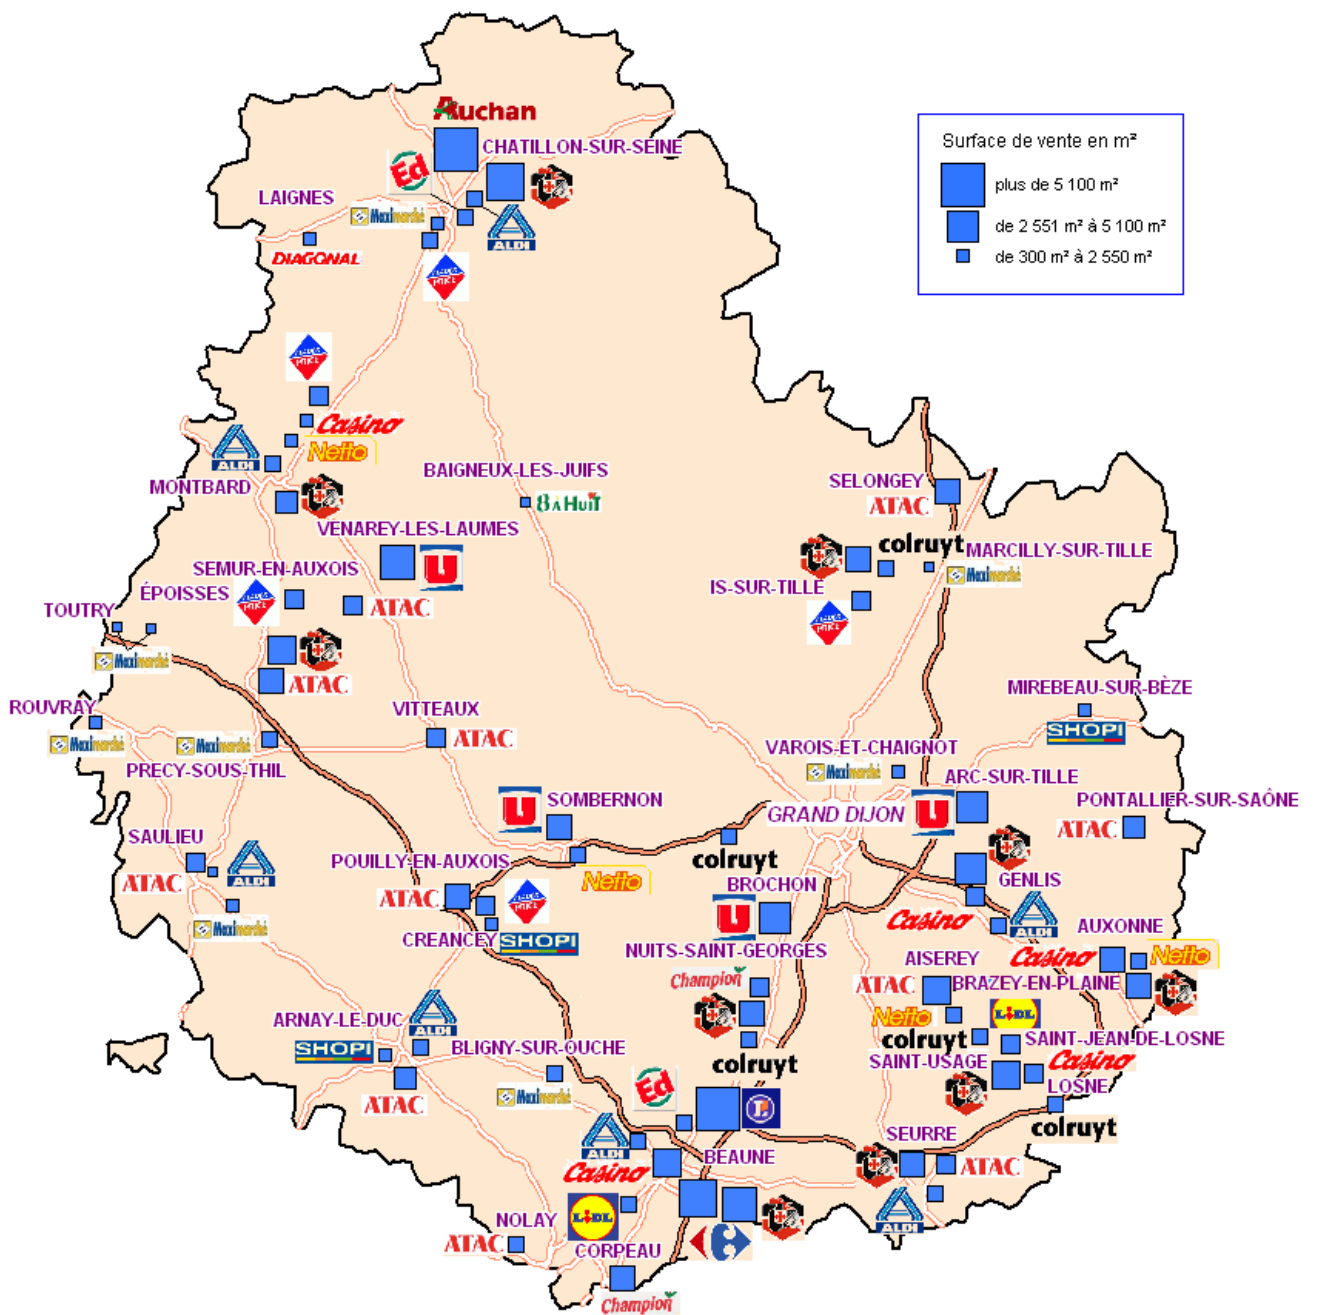 Auchan
Surface de vente en m²
CHATILLON-SUR-SEINE
Ed
plus de 5 100 m²
LAIGNES
Maximarché
ALDI
de 2 551 m² à 5 100 m²
DIAGONAL
de 300 m² à 2 550 m²
Casino
Netto
ALDI
MONTBARD
BAIGNEUX-LES-JUIFS
8 À HUIT
SELONGEY
ATAC
VENAREY-LES-LAUMES
U
colruyt
MARCILLY-SUR-TILLE
Maximarché
SEMUR-EN-AUXOIS
IS-SUR-TILLE
ÉPOISSES
ATAC
TOUTRY
Maximarché
ATAC
MIREBEAU-SUR-BÈZE
SHOPI
ROUVRAY
Maximarché
Maximarché
VITTEAUX
ATAC
PRECY-SOUS-THIL
VAROIS-ET-CHAIGNOT
Maximarché
ARC-SUR-TILLE
U
SOMBERNON
GRAND DIJON
U
PONTALLIER-SUR-SAÔNE
ATAC
SAULIEU
ATAC
ALDI
POUILLY-EN-AUXOIS
colruyt
Netto
GENLIS
ATAC
BROCHON
U
Casino
ALDI
Maximarché
CREANCEY
SHOPI
AUXONNE
NUITS-SAINT-GEORGES
AISEREY
Casino
Netto
Champion
ATAC
BRAZEY-EN-PLAINE
ARNAY-LE-DUC
ALDI
Netto
LiDL
SHOPI
BLIGNY-SUR-OUCHE
colruyt
colruyt
SAINT-JEAN-DE-LOSNE
SAINT-USAGE
Casino
ATAC
Maximarché
Ed
L
LOSNE
colruyt
ALDI
BEAUNE
SEURRE
ATAC
Casino
LiDL
ALDI
NOLAY
ATAC
CORPEAU
Champion